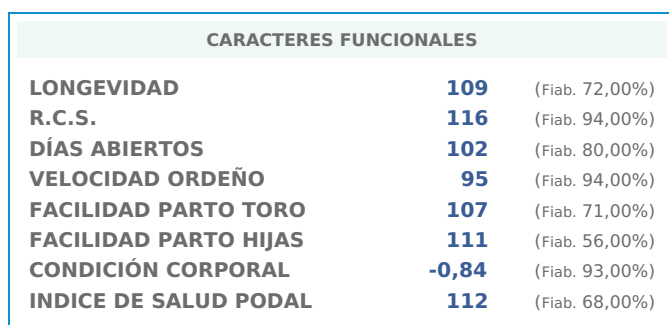 CARACTERES FUNCIONALES
LONGEVIDAD 109 (Fiab. 72,00%)
R.C.S. 116 (Fiab. 94,00%)
DÍAS ABIERTOS 102 (Fiab. 80,00%)
VELOCIDAD ORDEÑO 95 (Fiab. 94,00%)
FACILIDAD PARTO TORO 107 (Fiab. 71,00%)
FACILIDAD PARTO HIJAS 111 (Fiab. 56,00%)
CONDICIÓN CORPORAL -0,84 (Fiab. 93,00%)
INDICE DE SALUD PODAL 112 (Fiab. 68,00%)